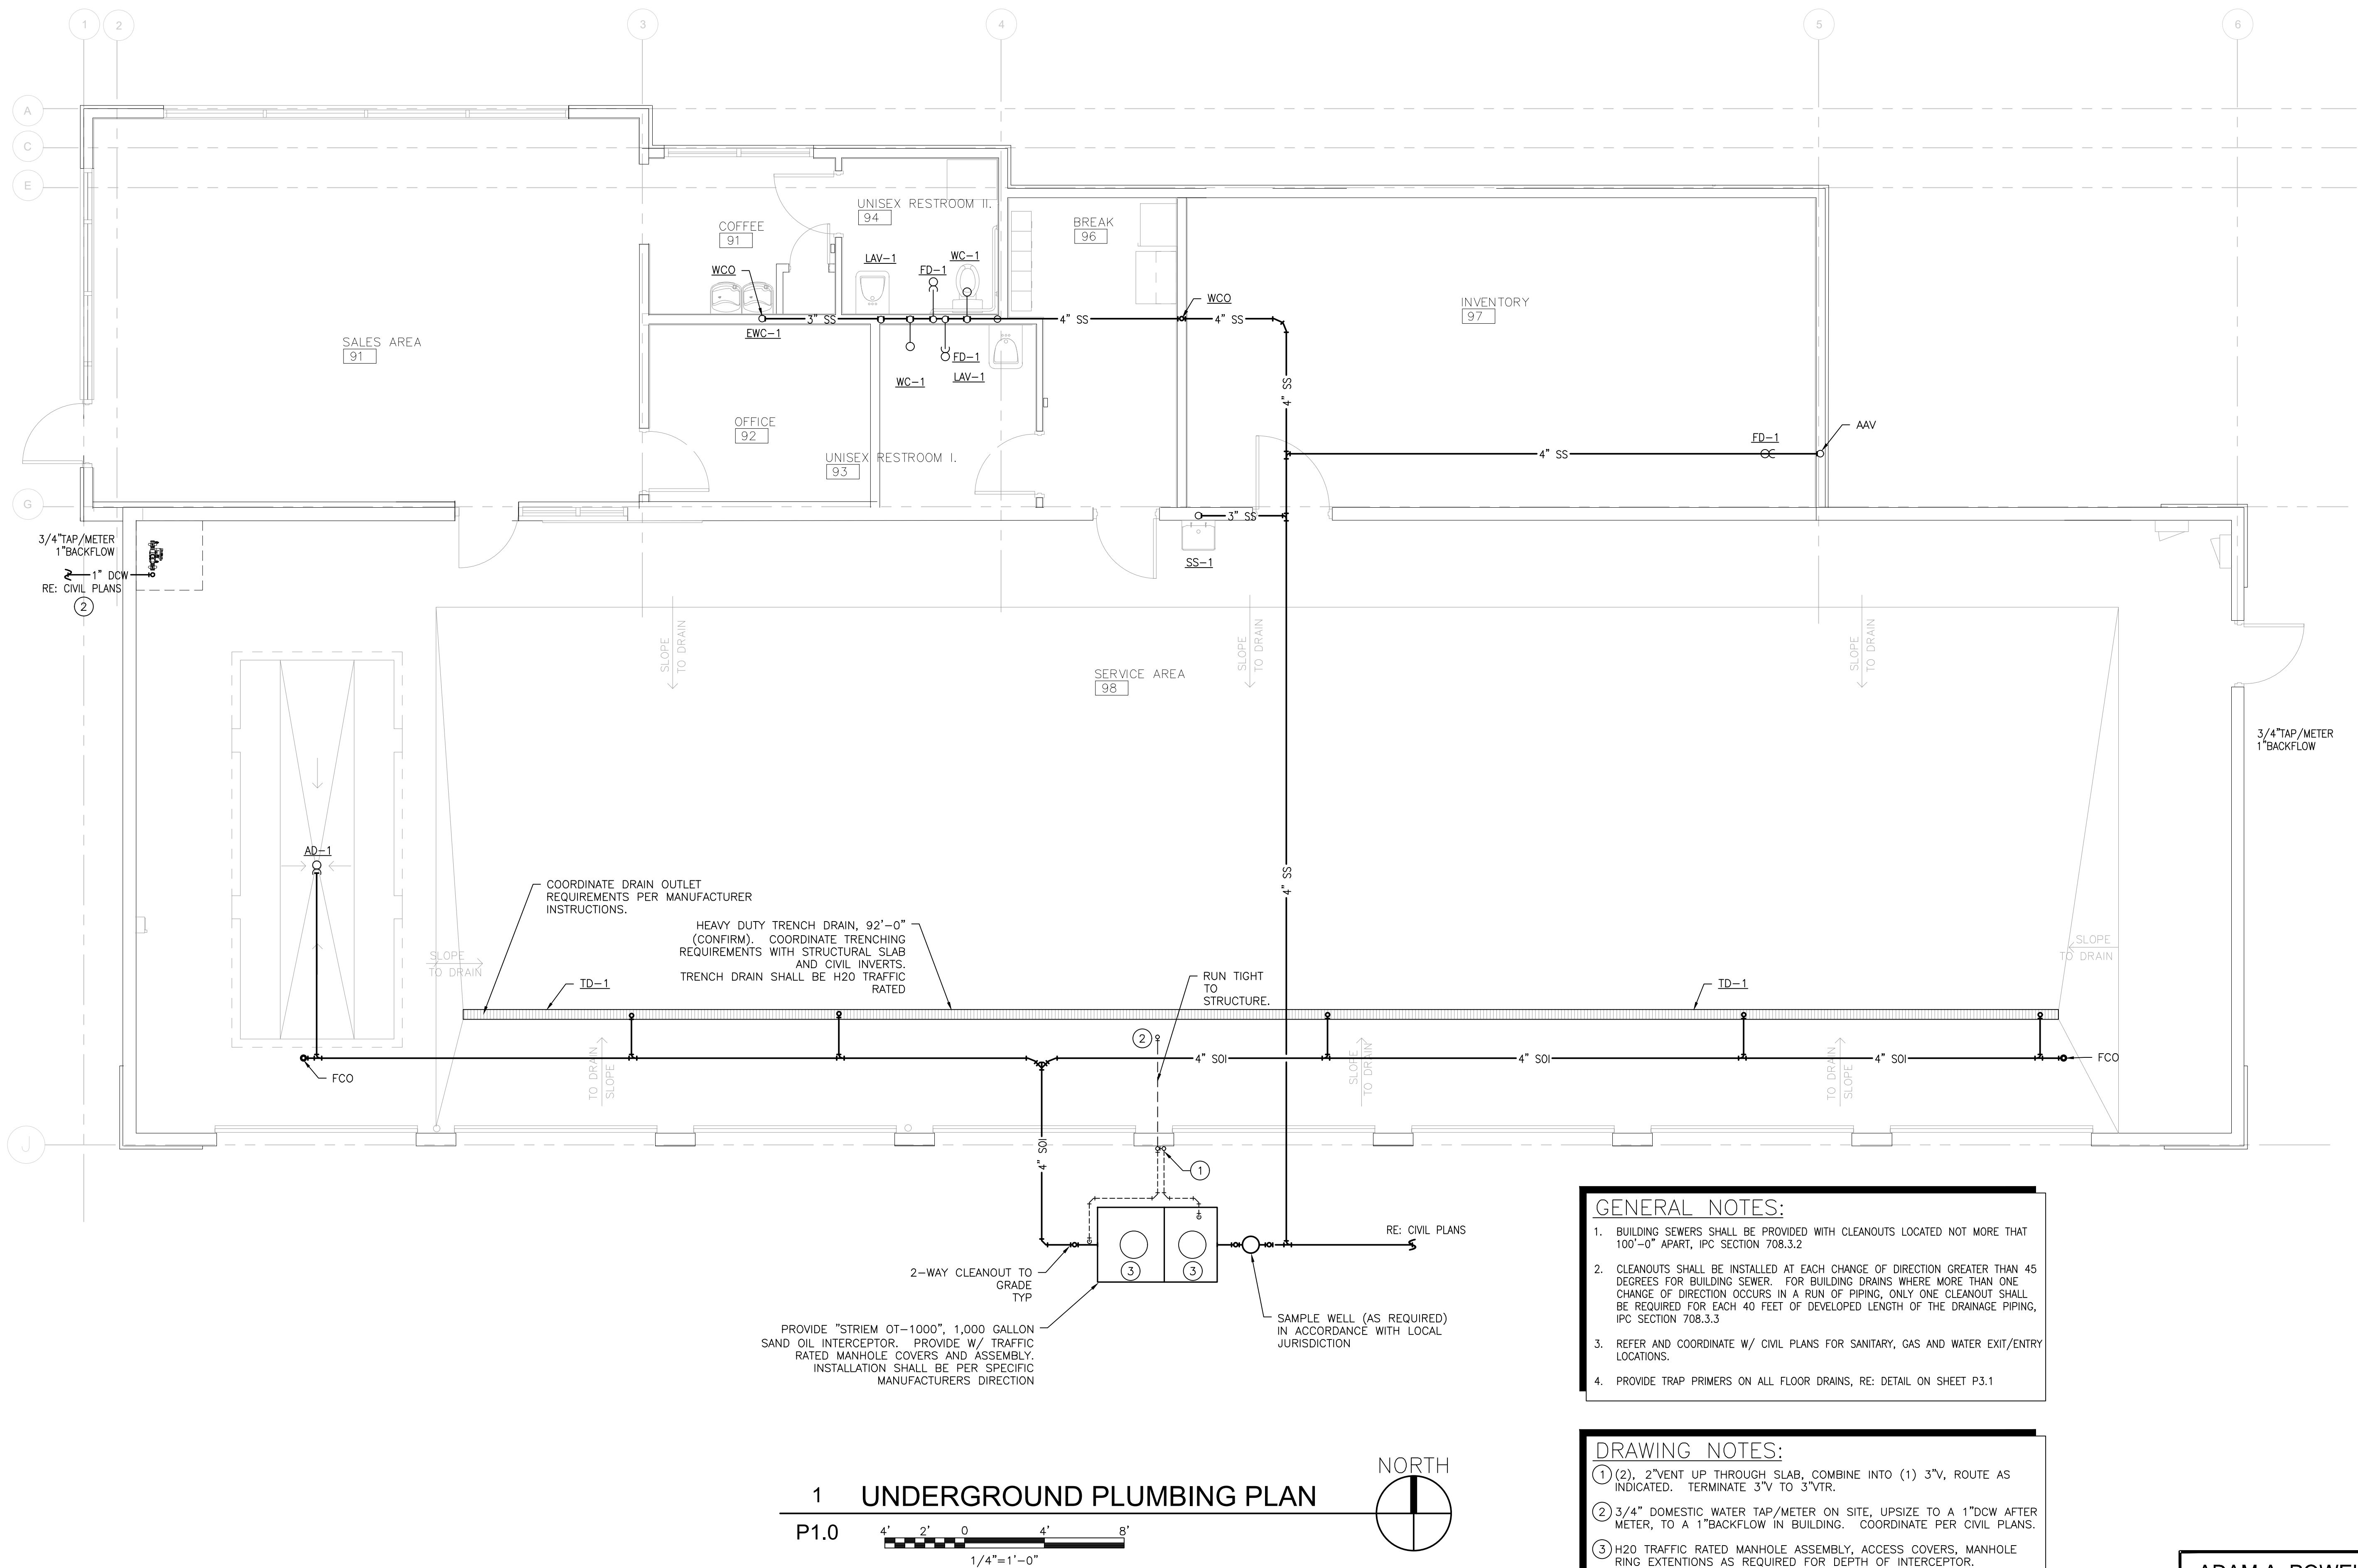 1
2
3
4
5
6
A
C
E
G
J
UNISEX RESTROOM II.
94
COFFEE
91
BREAK
96
LAV-1
FD-1
WC-1
WCO
WCO
INVENTORY
97
3" SS
4" SS
4" SS
EWC-1
SALES AREA
91
FD-1
WC-1
LAV-1
4" SS
OFFICE
92
UNISEX RESTROOM I.
93
FD-1
AAV
4" SS
3" SS
SS-1
3/4"TAP/METER
1"BACKFLOW
1" DCW
RE: CIVIL PLANS
2
SLOPE
TO DRAIN
SLOPE
TO DRAIN
SLOPE
TO DRAIN
SERVICE AREA
98
3/4"TAP/METER
1"BACKFLOW
AD-1
4" SS
COORDINATE DRAIN OUTLET
REQUIREMENTS PER MANUFACTURER
INSTRUCTIONS.
HEAVY DUTY TRENCH DRAIN, 92'-0"
(CONFIRM). COORDINATE TRENCHING
REQUIREMENTS WITH STRUCTURAL SLAB
AND CIVIL INVERTS.
TRENCH DRAIN SHALL BE H20 TRAFFIC
RATED
SLOPE
TO DRAIN
SLOPE
TO DRAIN
TD-1
RUN TIGHT
TO
STRUCTURE.
TD-1
2
4" SOI
4" SOI
4" SOI
FCO
FCO
TO DRAIN
SLOPE
SLOPE
TO DRAIN
TO DRAIN
SLOPE
4" SOI
1
RE: CIVIL PLANS
3
3
2-WAY CLEANOUT TO
GRADE
TYP
SAMPLE WELL (AS REQUIRED)
IN ACCORDANCE WITH LOCAL
JURISDICTION
PROVIDE "STRIEM OT-1000", 1,000 GALLON
SAND OIL INTERCEPTOR. PROVIDE W/ TRAFFIC
RATED MANHOLE COVERS AND ASSEMBLY.
INSTALLATION SHALL BE PER SPECIFIC
MANUFACTURERS DIRECTION
GENERAL NOTES:
1. BUILDING SEWERS SHALL BE PROVIDED WITH CLEANOUTS LOCATED NOT MORE THAT
100'-0" APART, IPC SECTION 708.3.2
2. CLEANOUTS SHALL BE INSTALLED AT EACH CHANGE OF DIRECTION GREATER THAN 45
DEGREES FOR BUILDING SEWER. FOR BUILDING DRAINS WHERE MORE THAN ONE
CHANGE OF DIRECTION OCCURS IN A RUN OF PIPING, ONLY ONE CLEANOUT SHALL
BE REQUIRED FOR EACH 40 FEET OF DEVELOPED LENGTH OF THE DRAINAGE PIPING,
IPC SECTION 708.3.3
3. REFER AND COORDINATE W/ CIVIL PLANS FOR SANITARY, GAS AND WATER EXIT/ENTRY
LOCATIONS.
4. PROVIDE TRAP PRIMERS ON ALL FLOOR DRAINS, RE: DETAIL ON SHEET P3.1
DRAWING NOTES:
1 (2), 2"VENT UP THROUGH SLAB, COMBINE INTO (1) 3"V, ROUTE AS
INDICATED. TERMINATE 3"V TO 3"VTR.
2 3/4" DOMESTIC WATER TAP/METER ON SITE, UPSIZE TO A 1"DCW AFTER
METER, TO A 1"BACKFLOW IN BUILDING. COORDINATE PER CIVIL PLANS.
3 H20 TRAFFIC RATED MANHOLE ASSEMBLY, ACCESS COVERS, MANHOLE
RING EXTENTIONS AS REQUIRED FOR DEPTH OF INTERCEPTOR.
1 UNDERGROUND PLUMBING PLAN
NORTH
P1.0
4' 2' 0 4' 8'
1/4"=1'-0"